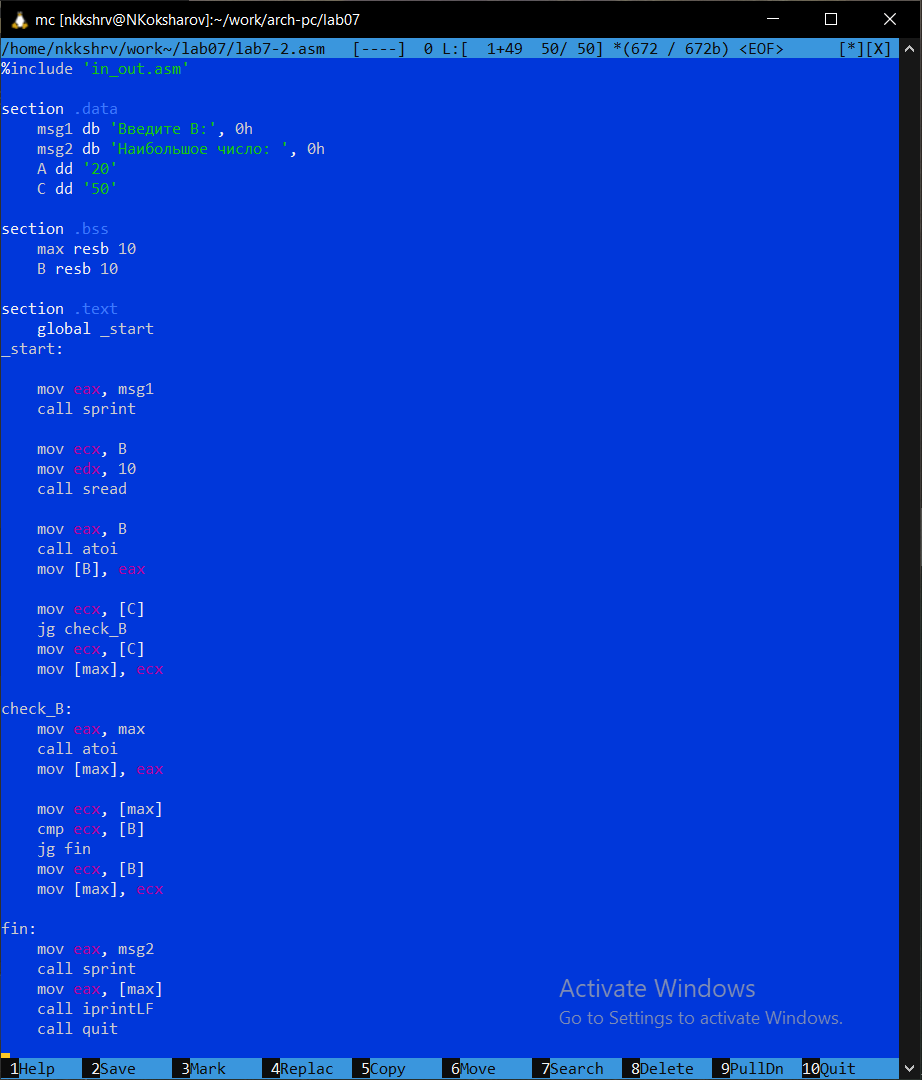 mc [nkkshrv@NKoksharov]:~/work/arch-pc/lab07
/home/nkkshrv/work~/lab07/lab7-2.asm   [----]  0 L:[  1+49  50/ 50] *(672 / 672b) <EOF>      [*][X]
%include 'in_out.asm'
section .data
    msg1 db 'Введите B:', 0h
    msg2 db 'Наибольшое число: ', 0h
    A dd '20'
    C dd '50'
section .bss
    max resb 10
    B resb 10
section .text
    global _start
_start:
    mov eax, msg1
    call sprint
    mov ecx, B
    mov edx, 10
    call sread
    mov eax, B
    call atoi
    mov [B], eax
    mov ecx, [C]
    jg check_B
    mov ecx, [C]
    mov [max], ecx
check_B:
    mov eax, max
    call atoi
    mov [max], eax
    mov ecx, [max]
    cmp ecx, [B]
    jg fin
    mov ecx, [B]
    mov [max], ecx
fin:
    mov eax, msg2
    call sprint
    mov eax, [max]
    call iprintLF
    call quit
Activate Windows
Go to Settings to activate Windows.
1Help   2Save   3Mark   4Replac   5Copy   6Move   7Search   8Delete   9PullDn   10Quit